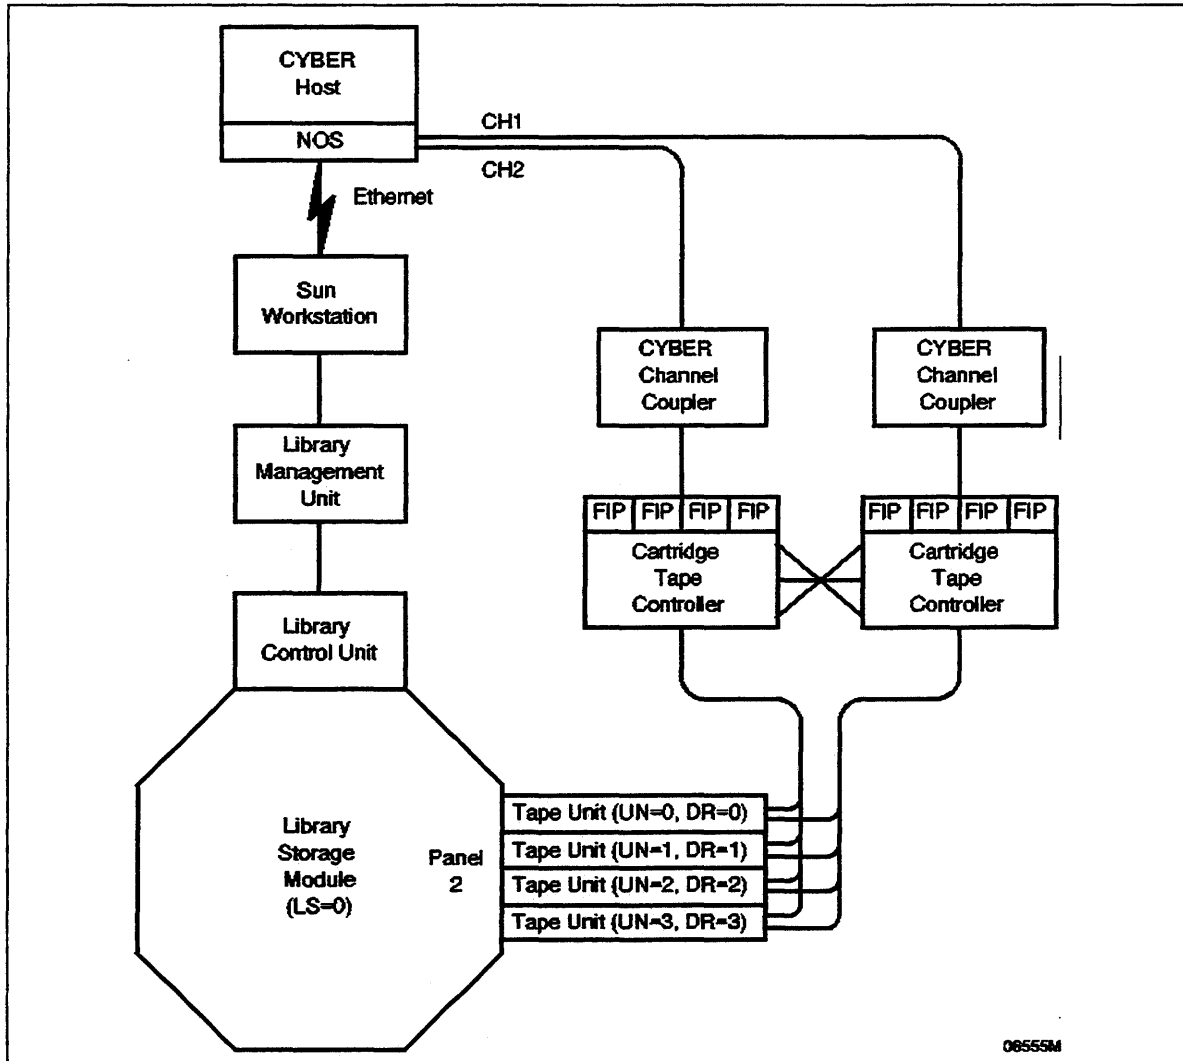 CYBER
Host
NOS
CH1
CH2
Ethernet
Sun
Workstation
CYBER
Channel
Coupler
CYBER
Channel
Coupler
Library
Management
Unit
FIP FIP FIP FIP
Cartridge
Tape
Controller
FIP FIP FIP FIP
Cartridge
Tape
Controller
Library
Control Unit
Library
Storage
Module
(LS=0)
Panel
2
Tape Unit (UN=0, DR=0)
Tape Unit (UN=1, DR=1)
Tape Unit (UN=2, DR=2)
Tape Unit (UN=3, DR=3)
08555M